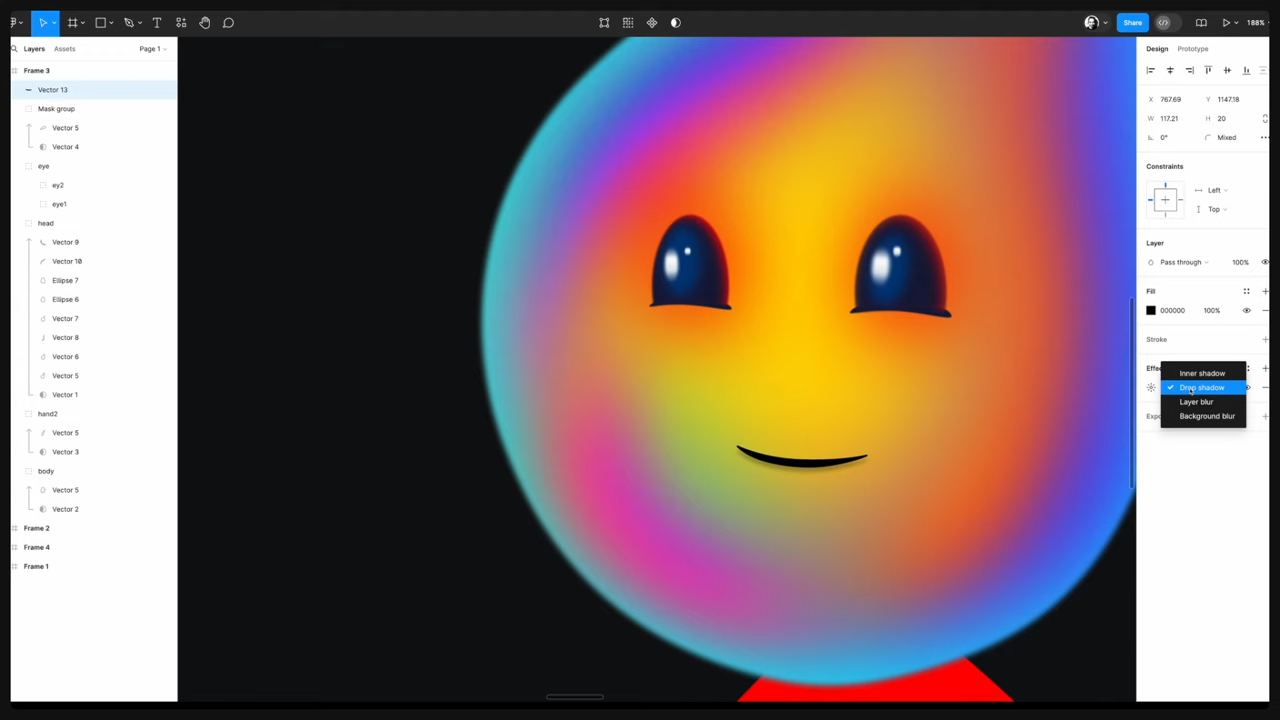 Share
188%
Layers Assets Page 1
Frame 3
Vector 13
Mask group
Vector 5
Vector 4
eye
ey2
eye1
head
Vector 9
Vector 10
Ellipse 7
Ellipse 6
Vector 7
Vector 8
Vector 6
Vector 5
Vector 1
hand2
Vector 5
Vector 3
body
Vector 5
Vector 2
Frame 2
Frame 4
Frame 1
Design Prototype
X 767.69 Y 1147.18
W 117.21 H 20
0° Mixed
Constraints
Left
Top
Layer
Pass through 100%
Fill
000000 100%
Stroke
Inner shadow
Drop shadow
Layer blur
Background blur